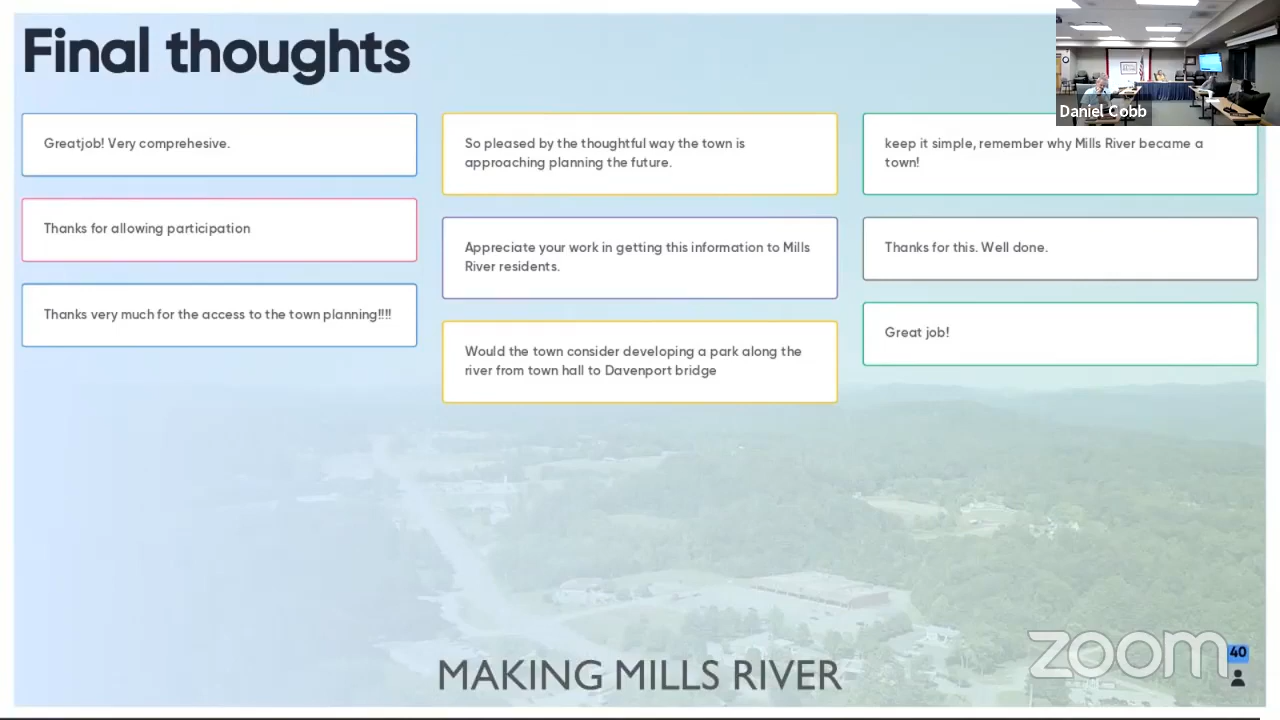 Final thoughts
Daniel Cobb
Greatjob! Very comprehesive.
Thanks for allowing participation
Thanks very much for the access to the town planning!!!!
So pleased by the thoughtful way the town is
approaching planning the future.
Appreciate your work in getting this information to Mills
River residents.
Would the town consider developing a park along the
river from town hall to Davenport bridge
keep it simple, remember why Mills River became a
town!
Thanks for this. Well done.
Great job!
MAKING MILLS RIVER
zoom
40